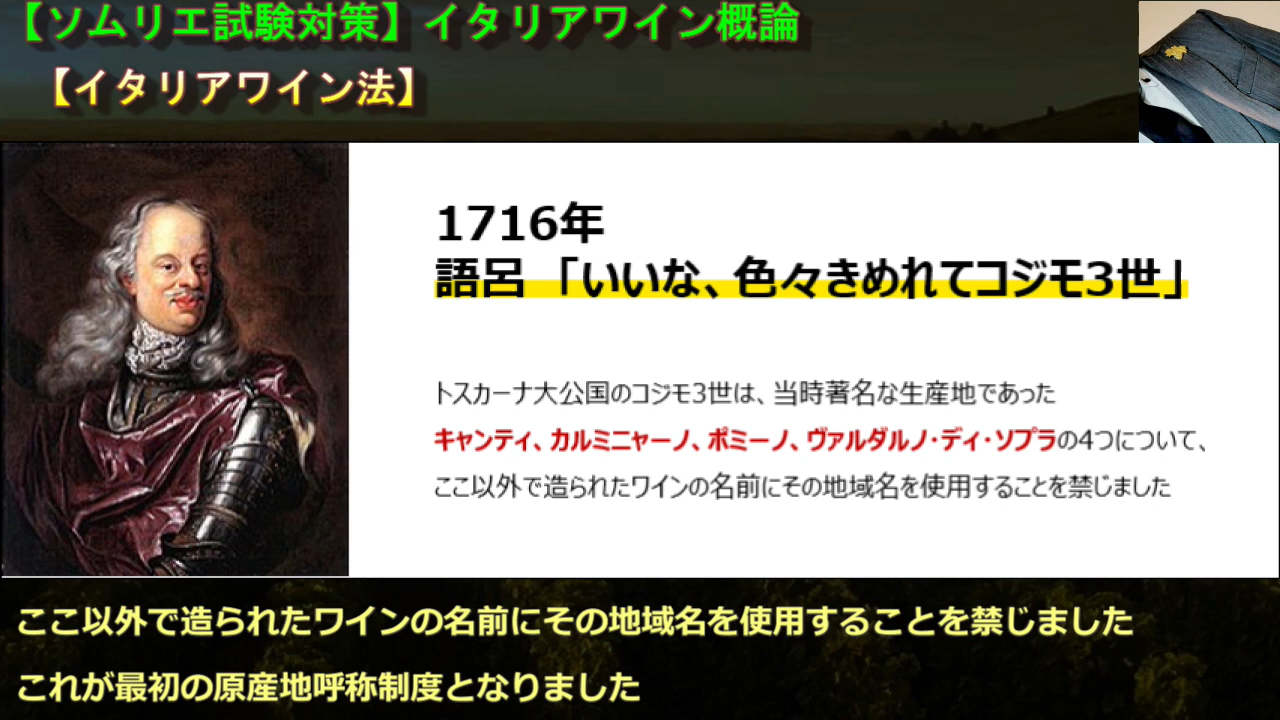 【ソムリエ試験対策】イタリアワイン概論
【イタリアワイン法】
1716年
語呂 「いいな、色々きめれてコジモ3世」
トスカーナ大公国のコジモ3世は、当時著名な生産地であった
キャンティ、カルミニャーノ、ポミーノ、ヴァルダルノ・ディ・ソプラの4つについて、
ここ以外で造られたワインの名前にその地域名を使用することを禁じました
ここ以外で造られたワインの名前にその地域名を使用することを禁じました
これが最初の原産地呼称制度となりました